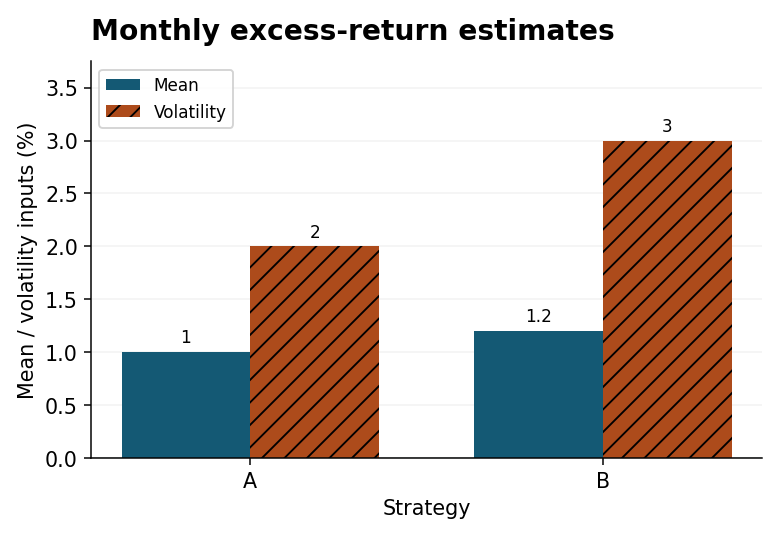 Monthly excess-return estimates
Mean
Volatility
Mean / volatility inputs (%)
3.5
3.0
2.5
2.0
1.5
1.0
0.5
0.0
1
2
1.2
3
A
B
Strategy